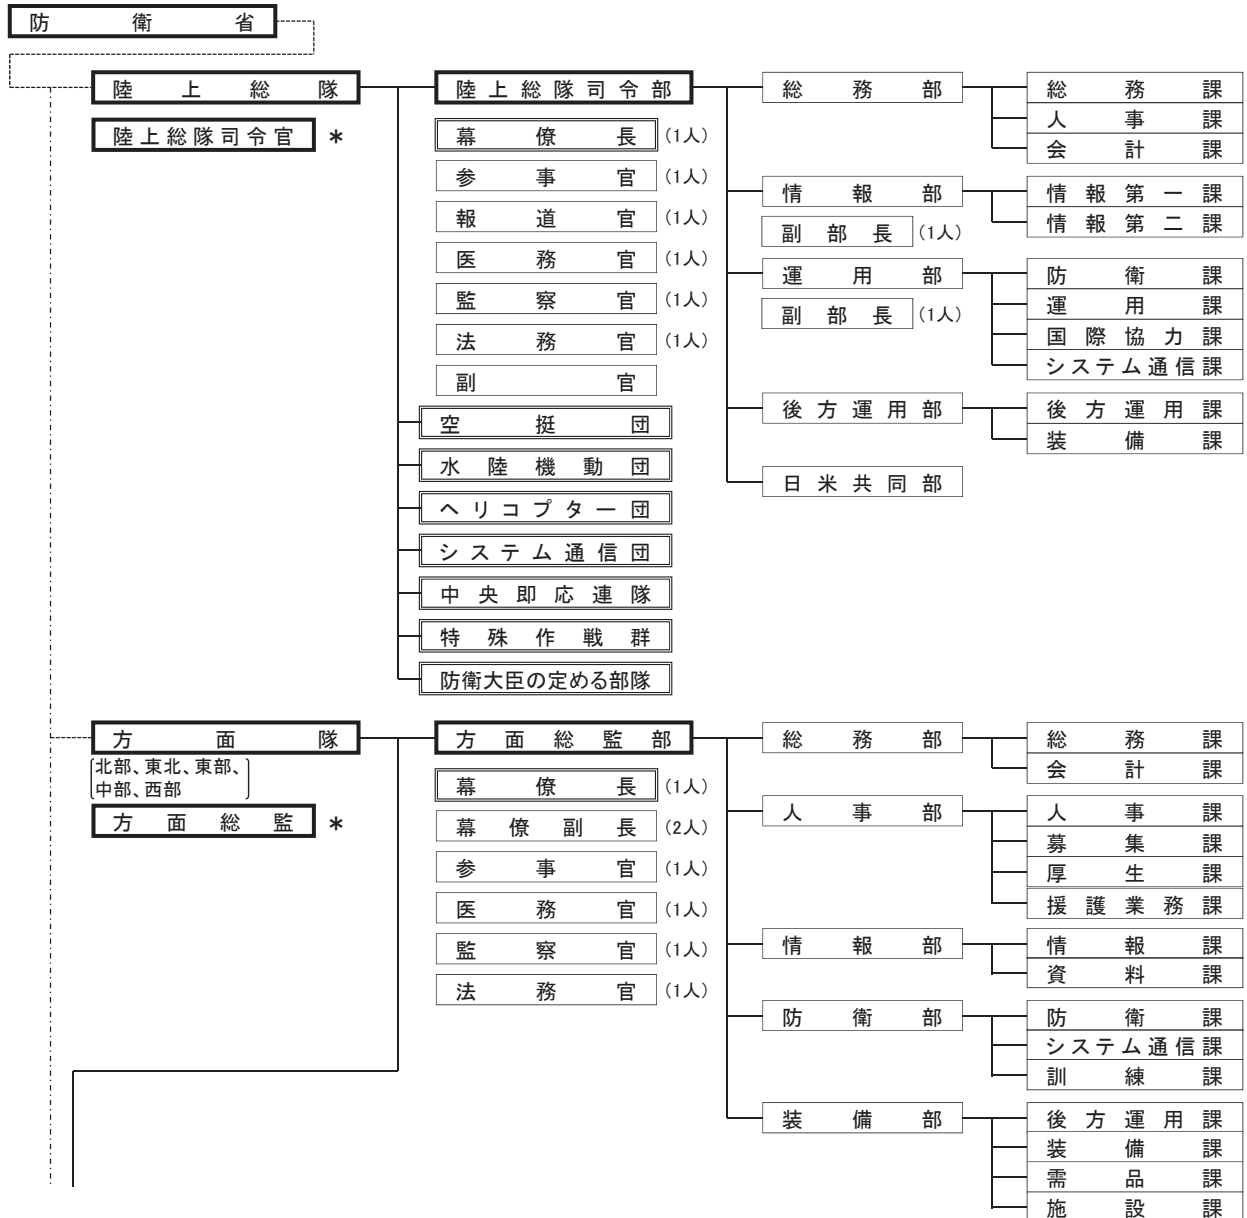 防衛省
陸上総隊
陸上総隊司令官 *
陸上総隊司令部
幕僚長 (1人)
参事官 (1人)
報道官 (1人)
医務官 (1人)
監察官 (1人)
法務官 (1人)
副官
空挺団
水陸機動団
ヘリコプター団
システム通信団
中央即応連隊
特殊作戦群
防衛大臣の定める部隊
総務部
総務課
人事課
会計課
情報部
副部長 (1人)
情報第一課
情報第二課
運用部
副部長 (1人)
防衛課
運用課
国際協力課
システム通信課
後方運用部
後方運用課
装備課
日米共同部
方面隊
北部、東北、東部、
中部、西部
方面総監 *
方面総監部
幕僚長 (1人)
幕僚副長 (2人)
参事官 (1人)
医務官 (1人)
監察官 (1人)
法務官 (1人)
総務部
総務課
会計課
人事部
人事課
募集課
厚生課
援護業務課
情報部
情報課
資料課
防衛部
防衛課
システム通信課
訓練課
装備部
後方運用課
装備課
需品課
施設課